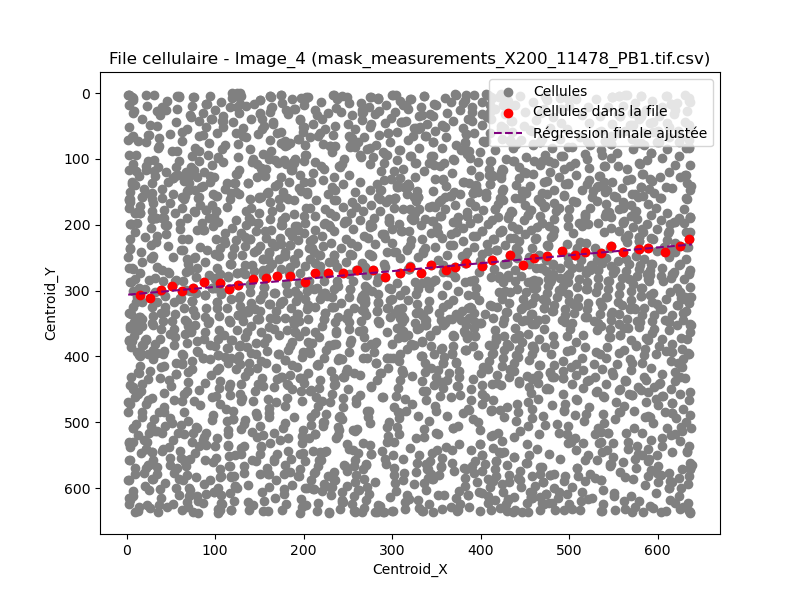 File cellulaire - Image_4 (mask_measurements_X200_11478_PB1.tif.csv)
Cellules
Cellules dans la file
Régression finale ajustée
0
100
200
300
400
500
600
Centroid_Y
0 100 200 300 400 500 600
Centroid_X